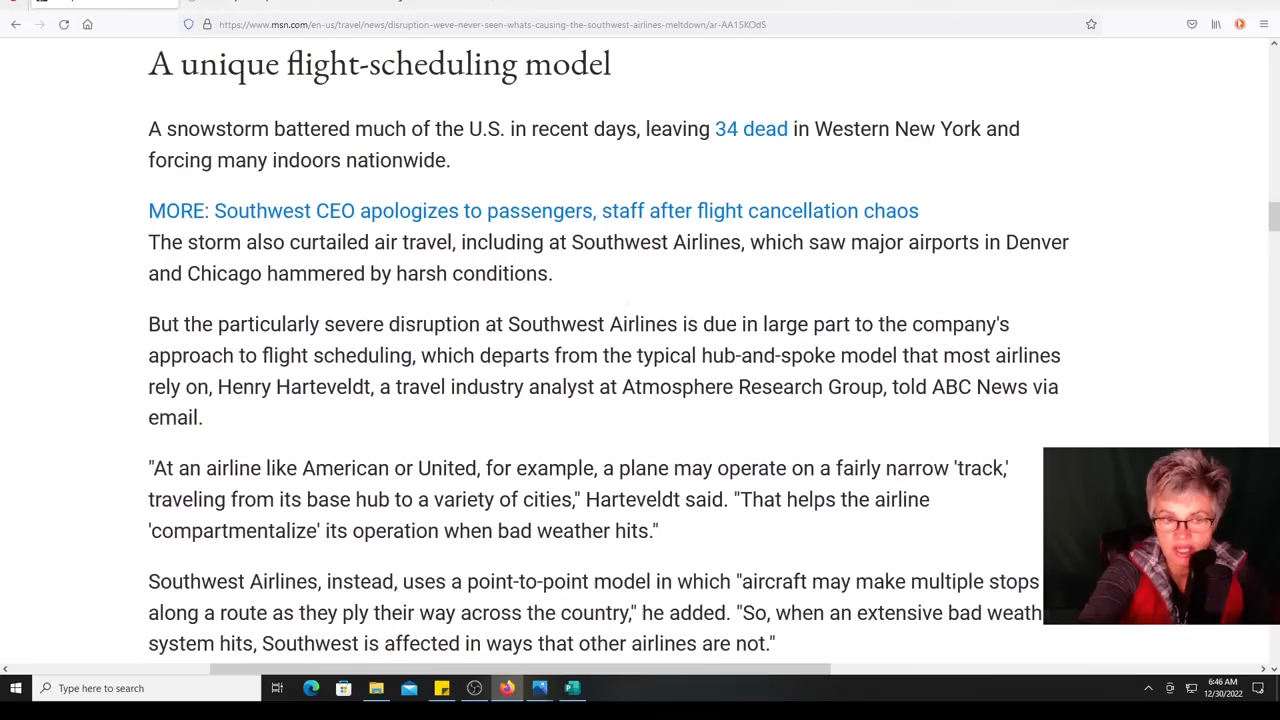 https://www.msn.com/en-us/travel/news/disruption-weve-never-seen-whats-causing-the-southwest-airlines-meltdown/ar-AA15KOdS
A unique flight-scheduling model
A snowstorm battered much of the U.S. in recent days, leaving 34 dead in Western New York and
forcing many indoors nationwide.
MORE: Southwest CEO apologizes to passengers, staff after flight cancellation chaos
The storm also curtailed air travel, including at Southwest Airlines, which saw major airports in Denver
and Chicago hammered by harsh conditions.
But the particularly severe disruption at Southwest Airlines is due in large part to the company's
approach to flight scheduling, which departs from the typical hub-and-spoke model that most airlines
rely on, Henry Harteveldt, a travel industry analyst at Atmosphere Research Group, told ABC News via
email.
"At an airline like American or United, for example, a plane may operate on a fairly narrow 'track,'
traveling from its base hub to a variety of cities," Harteveldt said. "That helps the airline
'compartmentalize' its operation when bad weather hits."
Southwest Airlines, instead, uses a point-to-point model in which "aircraft may make multiple stops
along a route as they ply their way across the country," he added. "So, when an extensive bad weath
system hits, Southwest is affected in ways that other airlines are not."
Type here to search
6:46 AM
12/30/2022